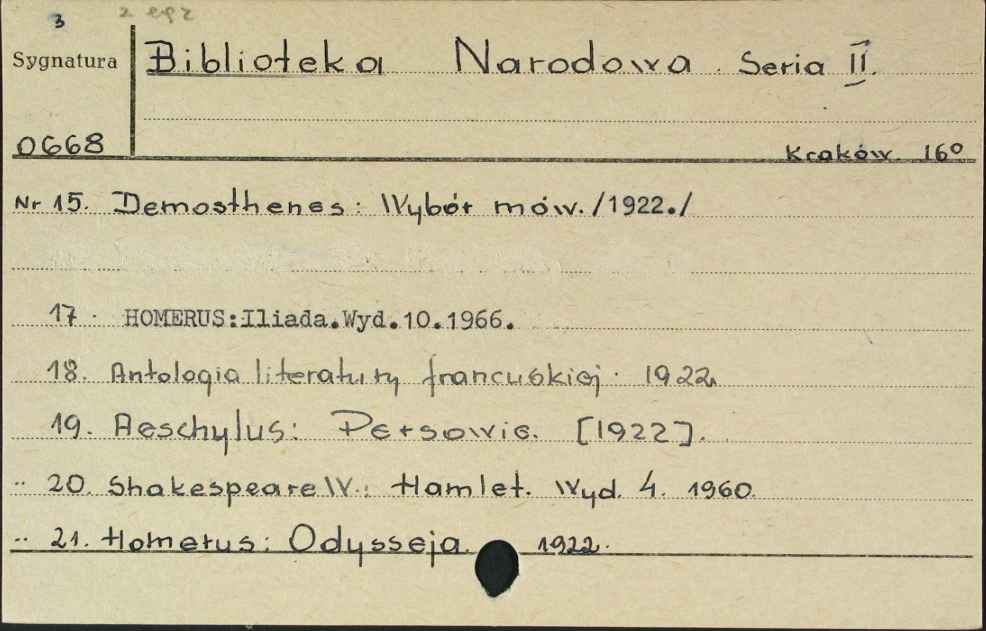 3 2 egz
Sygnatura Biblioteka Narodowa. Seria II.
0668 Kraków. 16°
Nr 15. Demosthenes: Wybór mów. /1922./
17. HOMERUS:Iliada.Wyd.10.1966.
18. Antologia literatury francuskiej. 1922.
19. Aeschylus: Persowie. [1922].
" 20. Shakespeare W.: Hamlet. Wyd. 4. 1960.
" 21. Homerus: Odysseja. 1922.